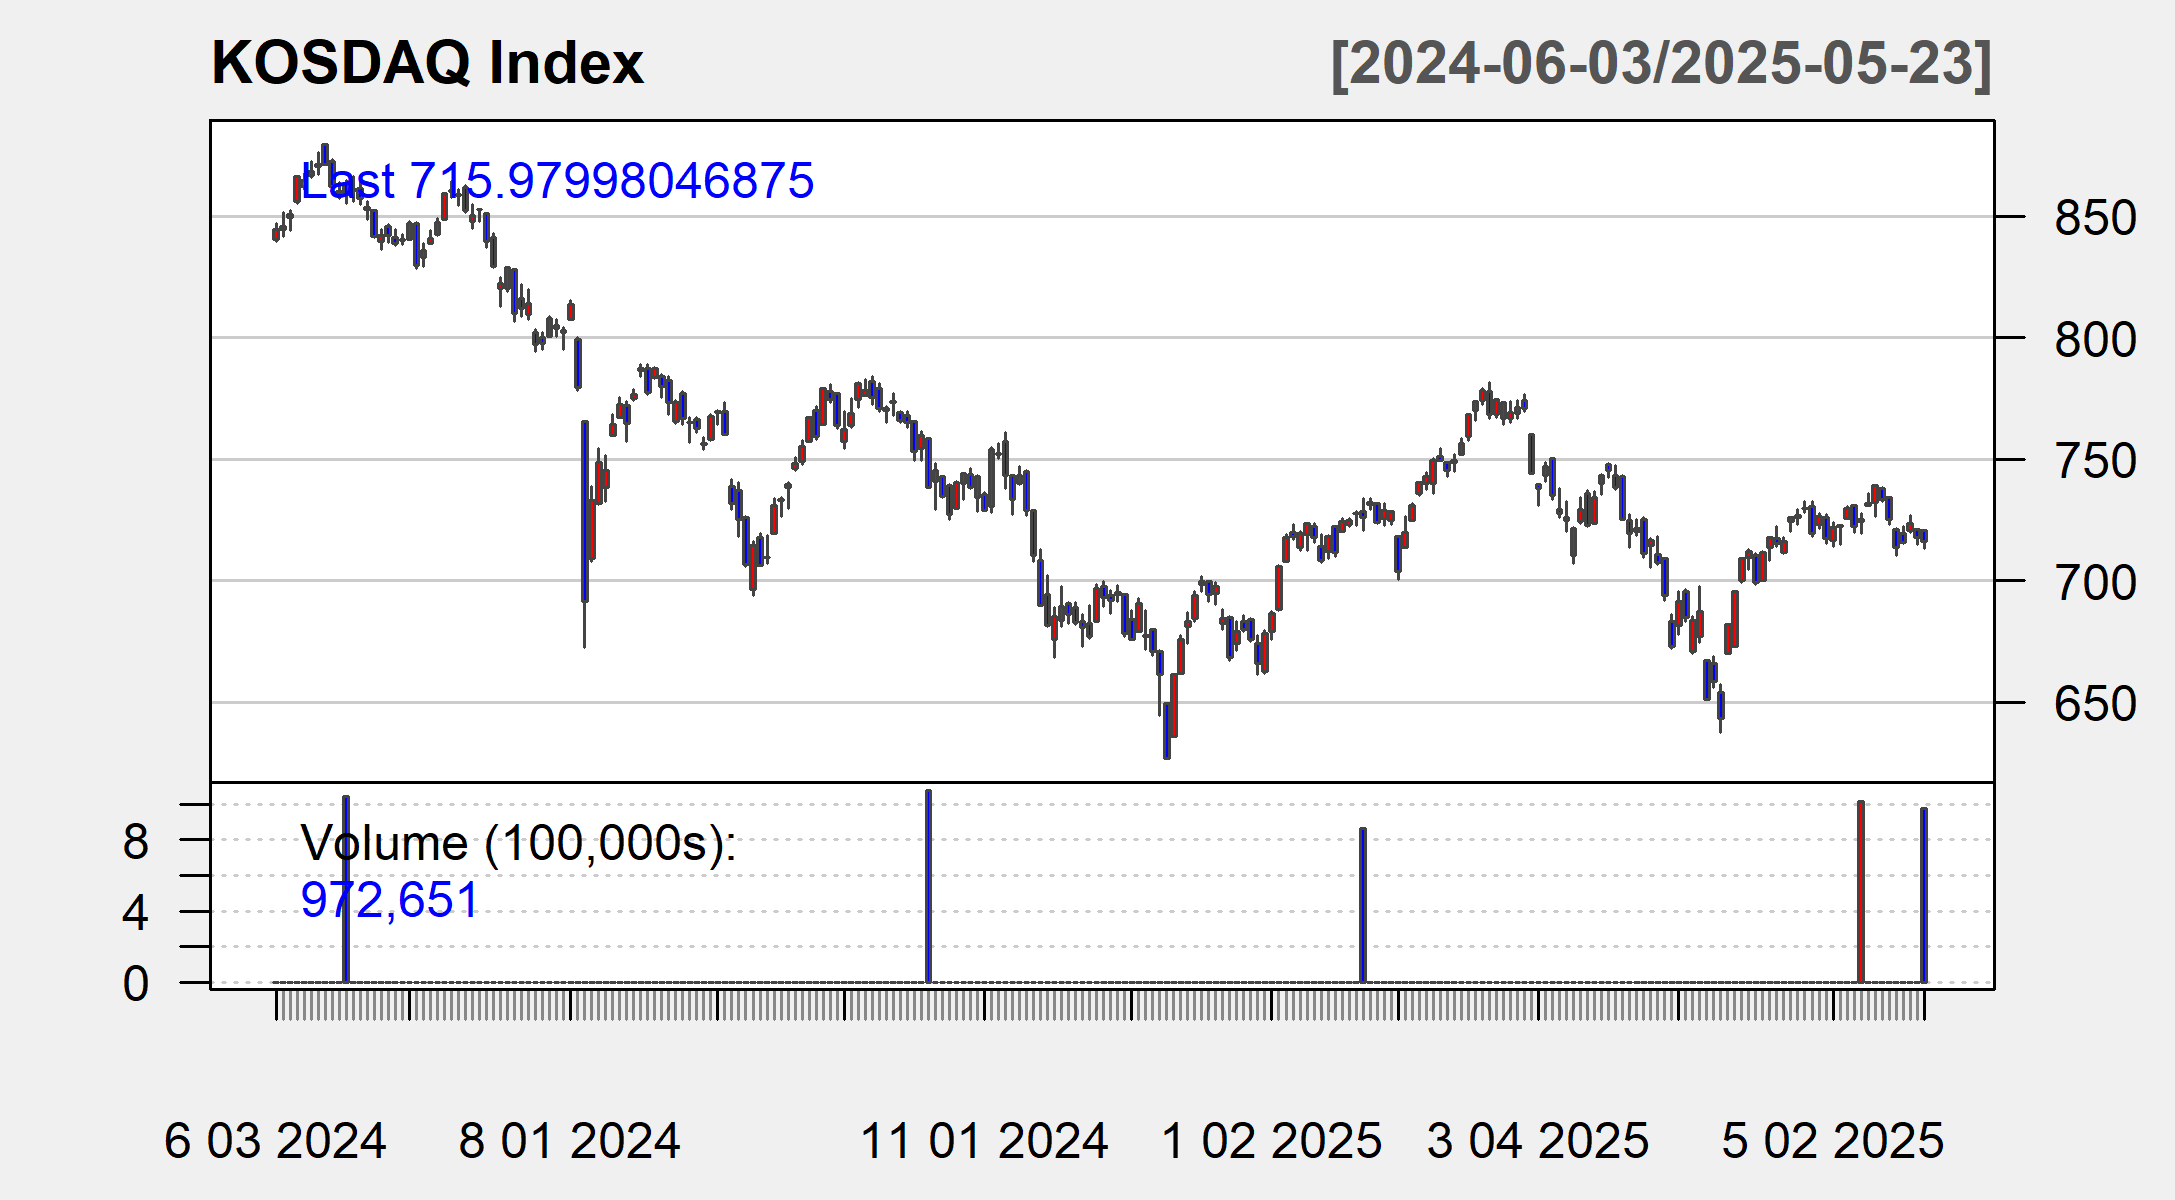 KOSDAQ Index
[2024-06-03/2025-05-23]
Last 715.97998046875
850
800
750
700
650
Volume (100,000s):
972,651
8
4
0
6 03 2024
8 01 2024
11 01 2024
1 02 2025
3 04 2025
5 02 2025